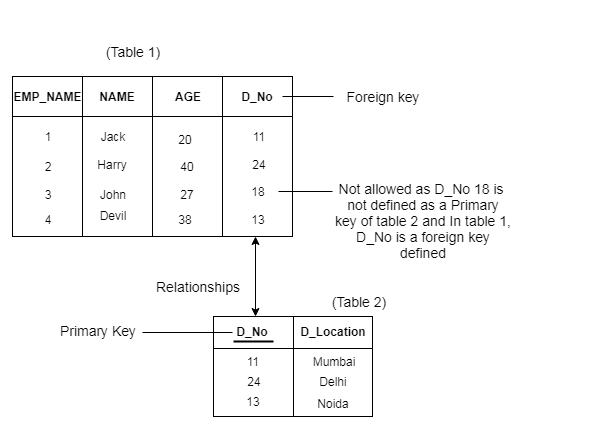 (Table 1)
EMP_NAME NAME AGE D_No Foreign key
1 Jack 20 11
2 Harry 40 24
3 John 27 18
4 Devil 38 13
Not allowed as D_No 18 is
not defined as a Primary
key of table 2 and In table 1,
D_No is a foreign key
defined
Relationships
(Table 2)
Primary Key D_No D_Location
11 Mumbai
24 Delhi
13 Noida